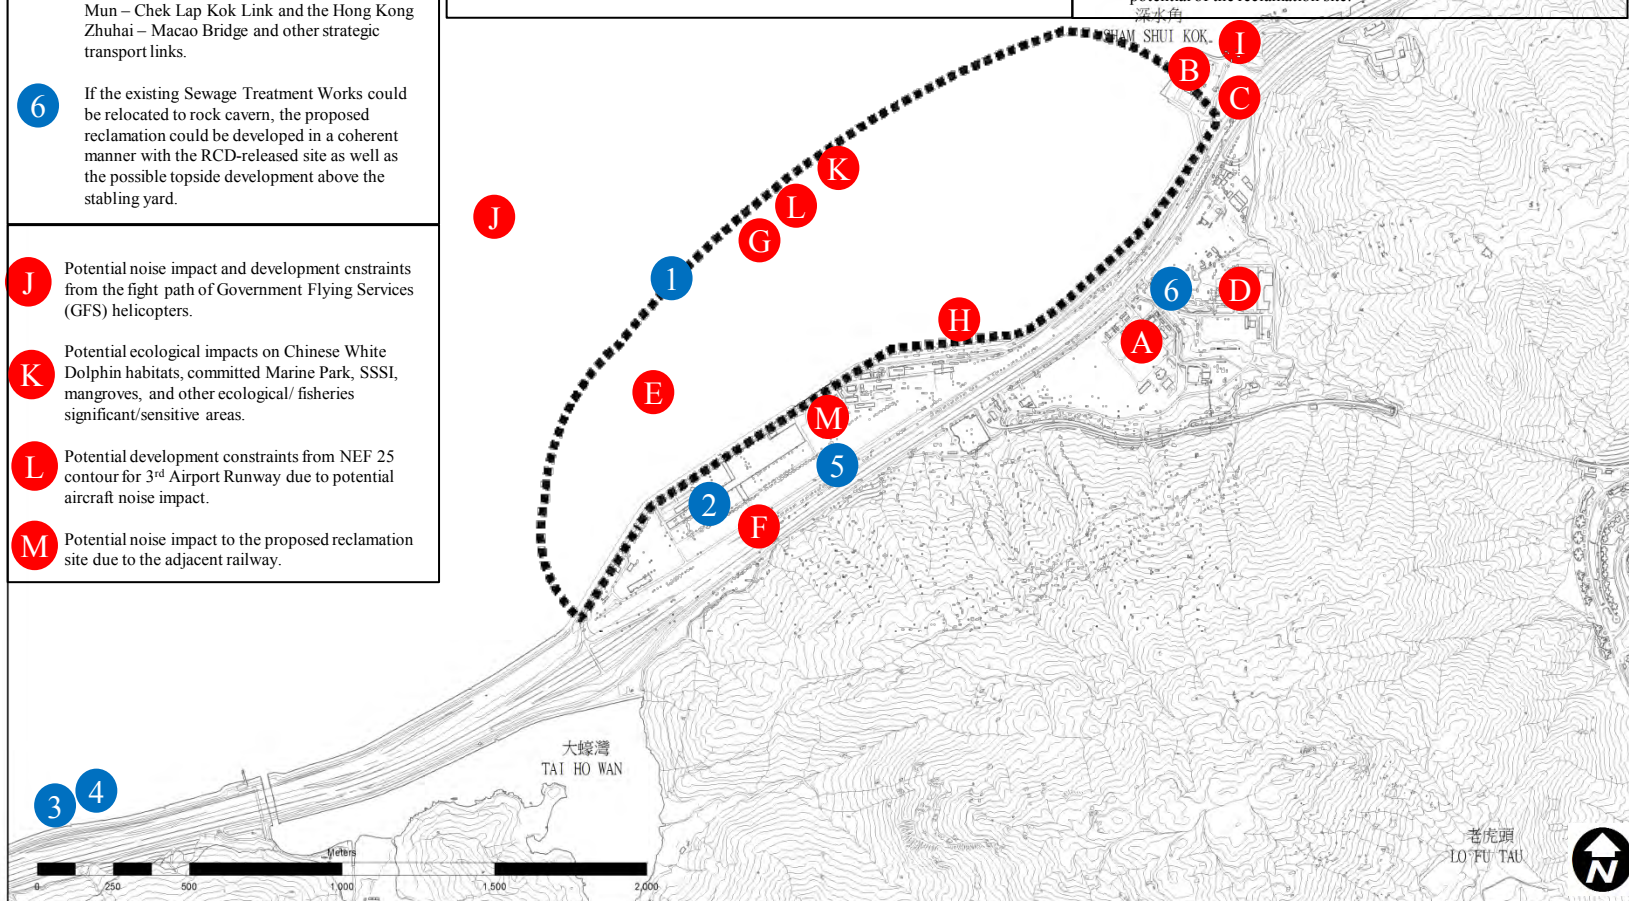 Mun – Chek Lap Kok Link and the Hong Kong
Zhuhai – Macao Bridge and other strategic
transport links.
6
If the existing Sewage Treatment Works could
be relocated to rock cavern, the proposed
reclamation could be developed in a coherent
manner with the RCD-released site as well as
the possible topside development above the
stabling yard.
J
Potential noise impact and development cnstraints
from the fight path of Government Flying Services
(GFS) helicopters.
K
Potential ecological impacts on Chinese White
Dolphin habitats, committed Marine Park, SSSI,
mangroves, and other ecological/ fisheries
significant/sensitive areas.
L
Potential development constraints from NEF 25
contour for 3rd Airport Runway due to potential
aircraft noise impact.
M
Potential noise impact to the proposed reclamation
site due to the adjacent railway.
potential of the reclamation site.
深水角
SHAM SHUI KOK
I
B
C
K
L
J
G
1
6
D
H
A
E
M
5
2
F
大蠔灣
TAI HO WAN
3
4
老虎頭
LO FU TAU
Meters
0 250 500 1,000 1,500 2,000
N